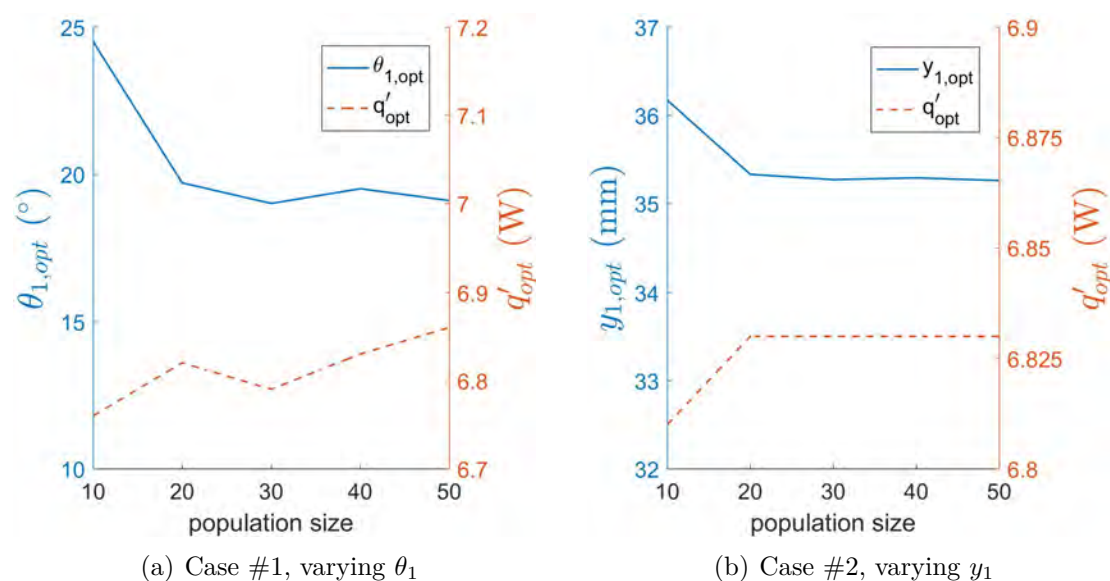 25
20
15
10
θ1,opt (°)
7.2
7.1
7
6.9
6.8
6.7
q′opt (W)
θ1,opt
q′opt
10 20 30 40 50
population size
(a) Case #1, varying θ1
37
36
35
34
33
32
y1,opt (mm)
6.9
6.875
6.85
6.825
6.8
q′opt (W)
y1,opt
q′opt
10 20 30 40 50
population size
(b) Case #2, varying y1